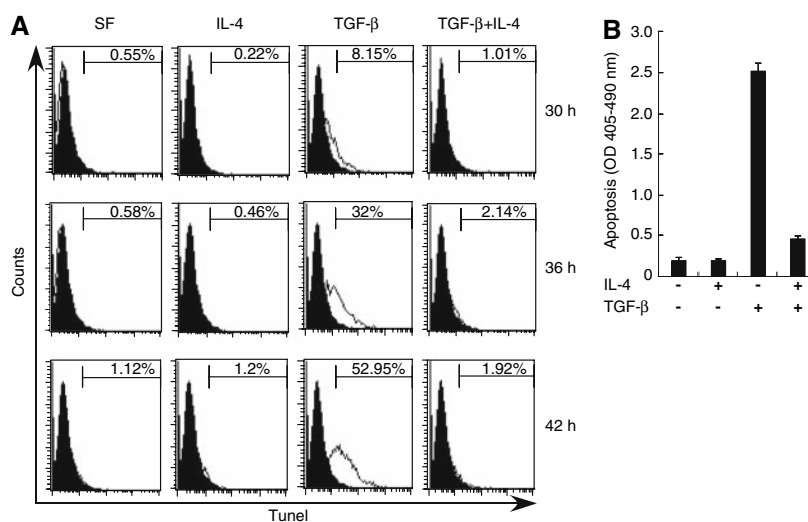 A
SF IL-4 TGF-β TGF-β+IL-4
0.55% 0.22% 8.15% 1.01%
30 h
0.58% 0.46% 32% 2.14%
36 h
1.12% 1.2% 52.95% 1.92%
42 h
Counts
Tunel
B
Apoptosis (OD 405-490 nm)
3.0
2.5
2.0
1.5
1.0
0.5
0
IL-4 - + - +
TGF-β - - + +